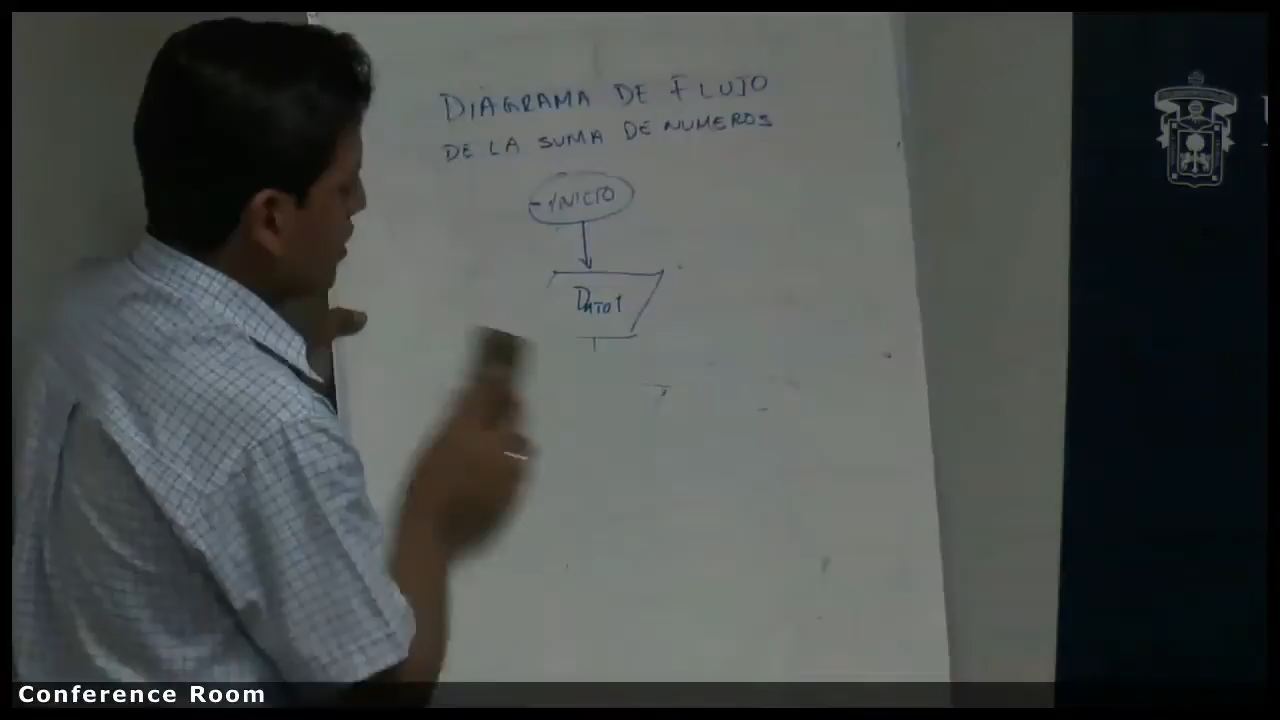 DIAGRAMA DE FLUJO
DE LA SUMA DE NUMEROS
INICIO
DATO 1
Conference Room